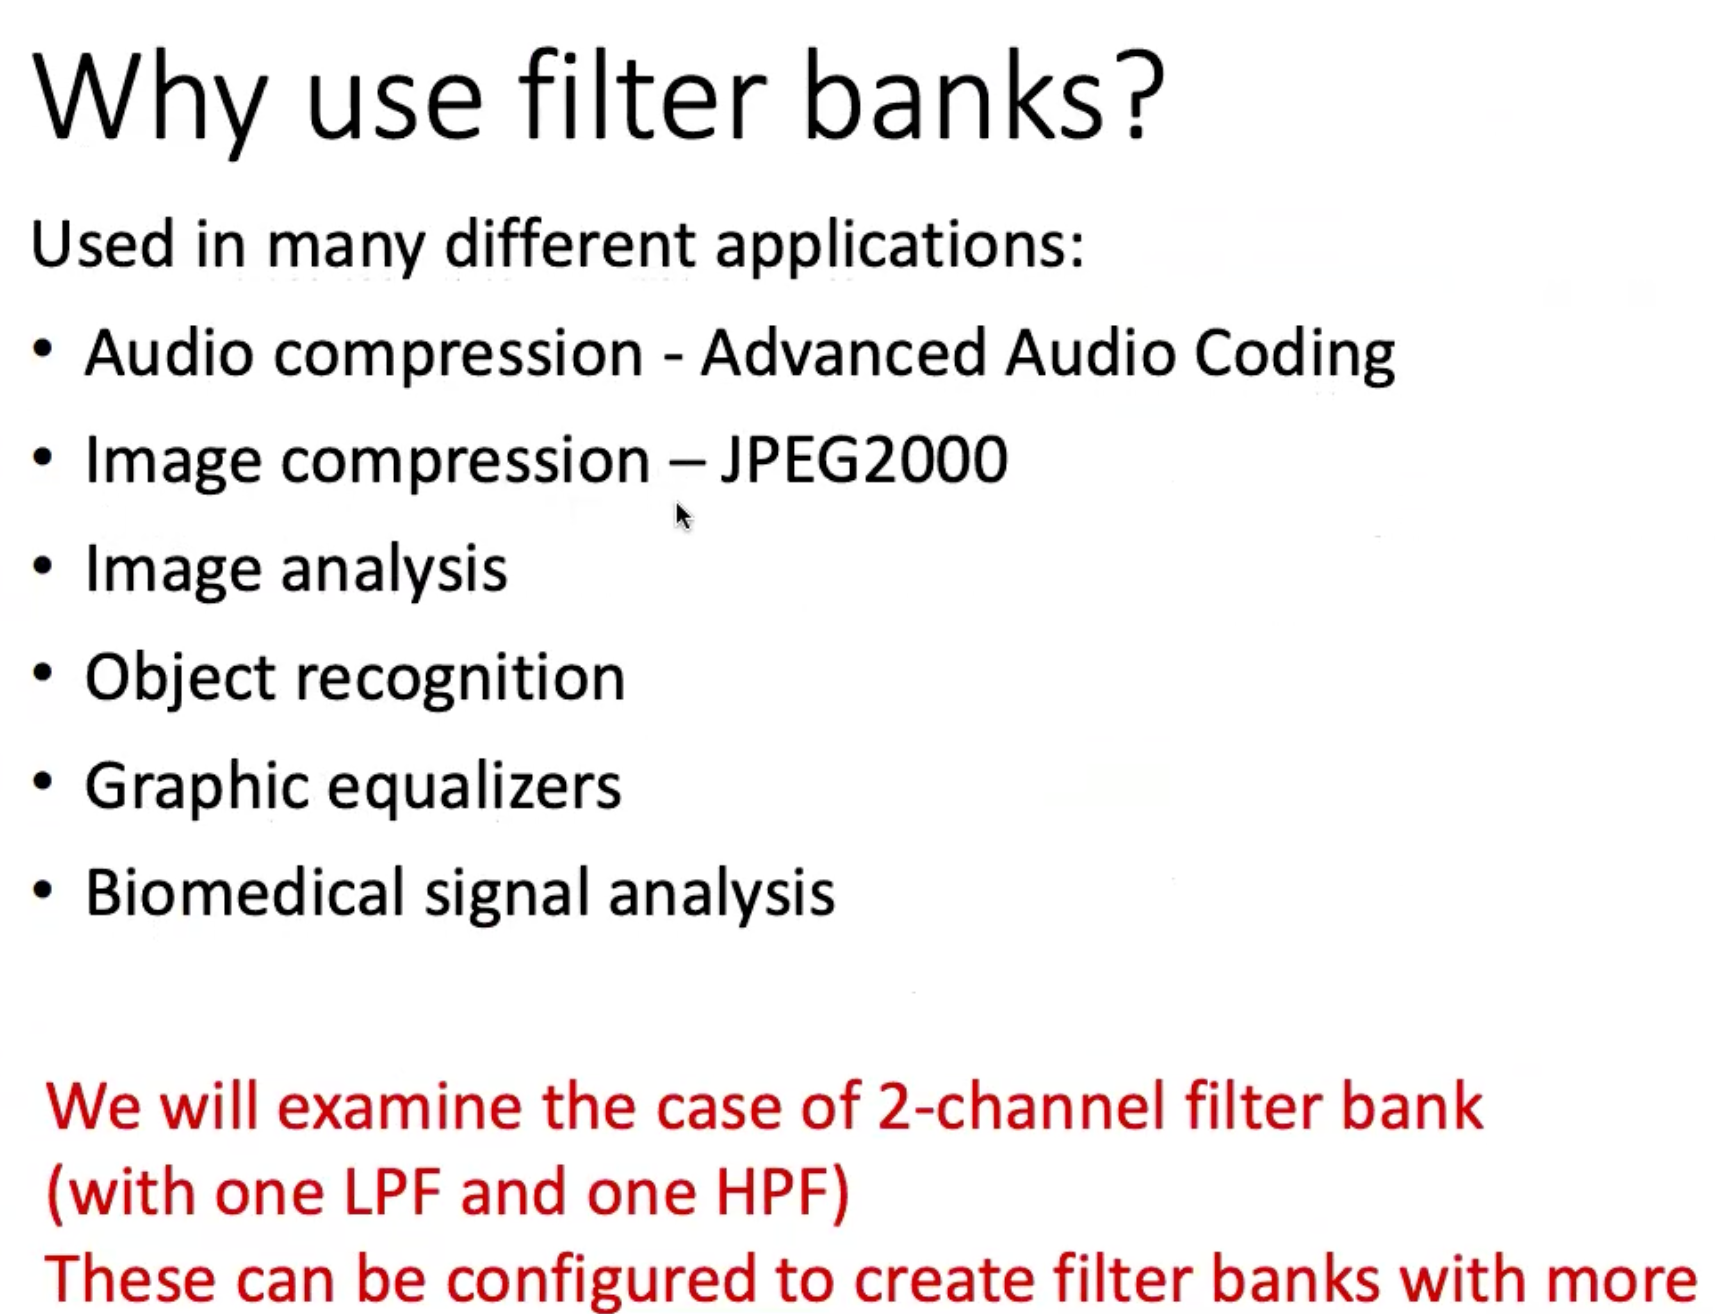 Why use filter banks?
Used in many different applications:
• Audio compression - Advanced Audio Coding
• Image compression – JPEG2000
• Image analysis
• Object recognition
• Graphic equalizers
• Biomedical signal analysis
We will examine the case of 2-channel filter bank
(with one LPF and one HPF)
These can be configured to create filter banks with more